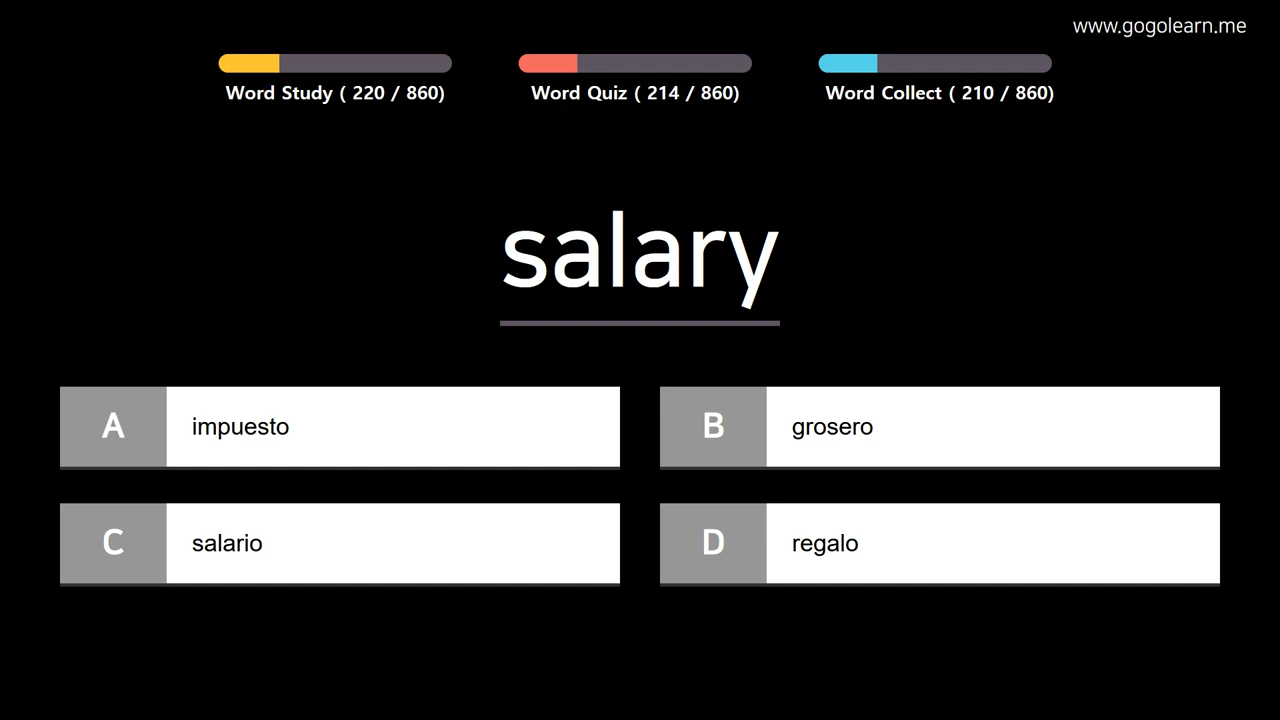 www.gogolearn.me
Word Study ( 220 / 860)
Word Quiz ( 214 / 860)
Word Collect ( 210 / 860)
salary
A impuesto
B grosero
C salario
D regalo